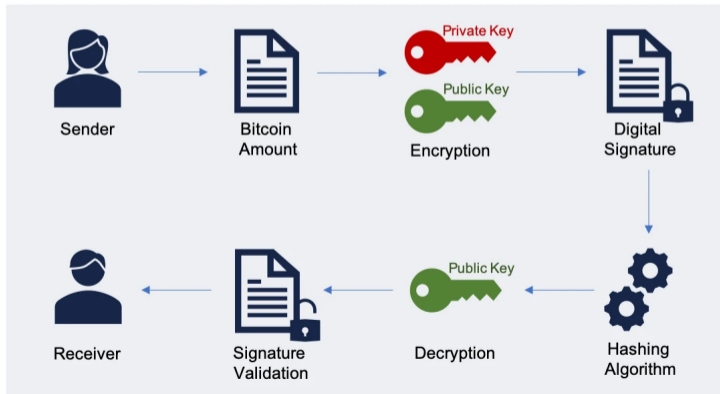 Private Key
Public Key
Sender
Bitcoin
Amount
Encryption
Digital
Signature
Public Key
Receiver
Signature
Validation
Decryption
Hashing
Algorithm